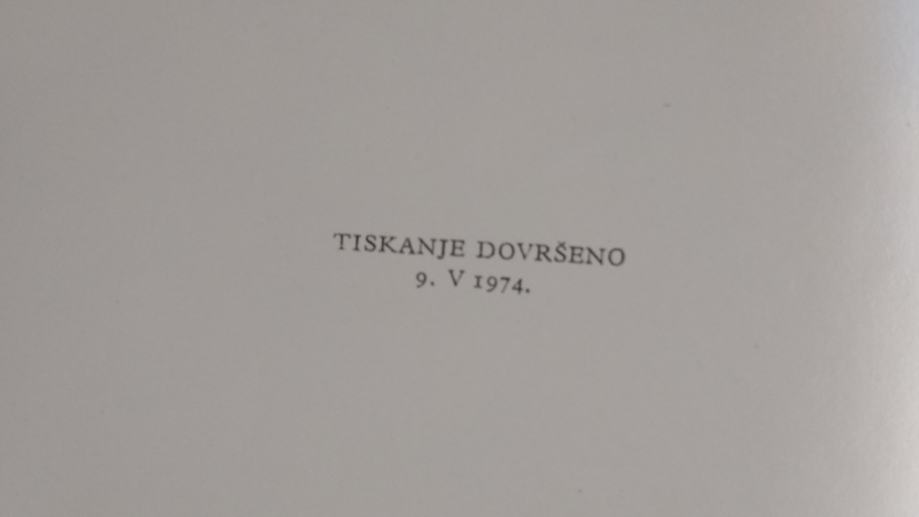 TISKANJE DOVRŠENO
9. V 1974.